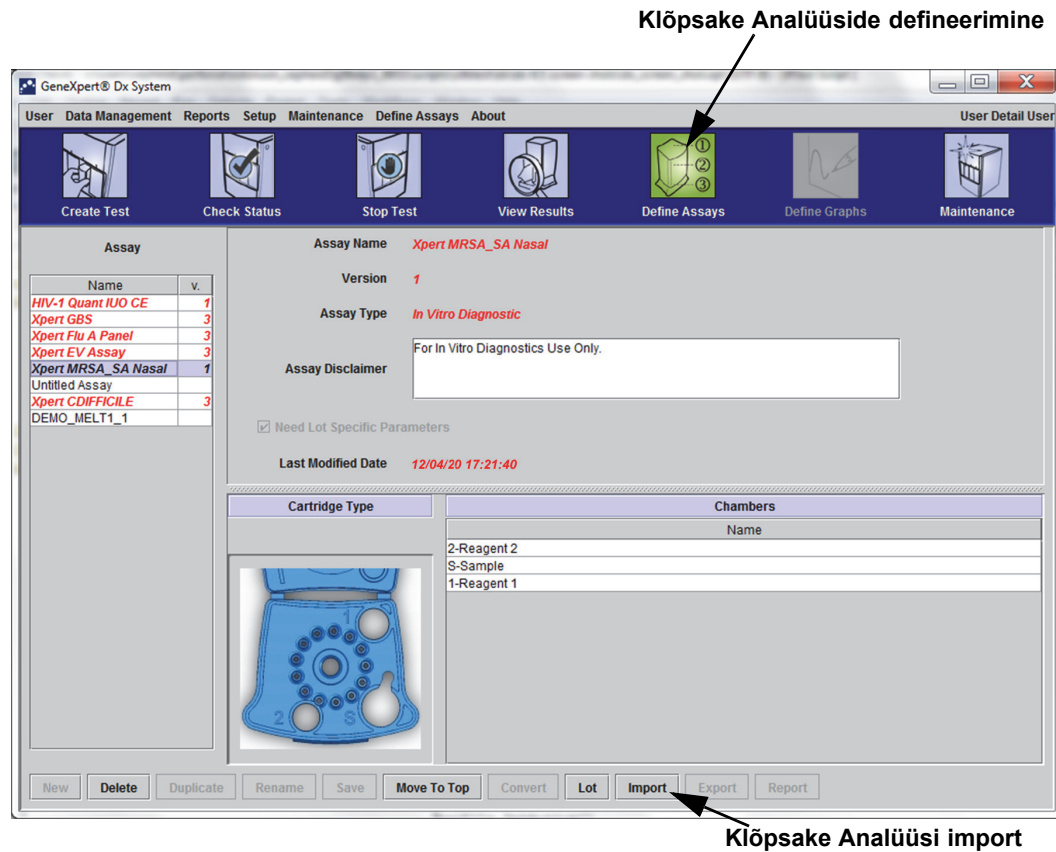 Klõpsake Analüüside defineerimine
GeneXpert® Dx System
User Data Management Reports Setup Maintenance Define Assays About User Detail User
Create Test Check Status Stop Test View Results Define Assays Define Graphs Maintenance
① ② ③
Assay
Name v.
HIV-1 Quant IUO CE 1
Xpert GBS 3
Xpert Flu A Panel 3
Xpert EV Assay 3
Xpert MRSA_SA Nasal 1
Untitled Assay
Xpert CDIFFICILE 3
DEMO_MELT1_1
Assay Name Xpert MRSA_SA Nasal
Version 1
Assay Type In Vitro Diagnostic
Assay Disclaimer For In Vitro Diagnostics Use Only.
Need Lot Specific Parameters
Last Modified Date 12/04/20 17:21:40
Cartridge Type
1
2 S
Chambers
Name
2-Reagent 2
S-Sample
1-Reagent 1
New Delete Duplicate Rename Save Move To Top Convert Lot Import Export Report
Klõpsake Analüüsi import